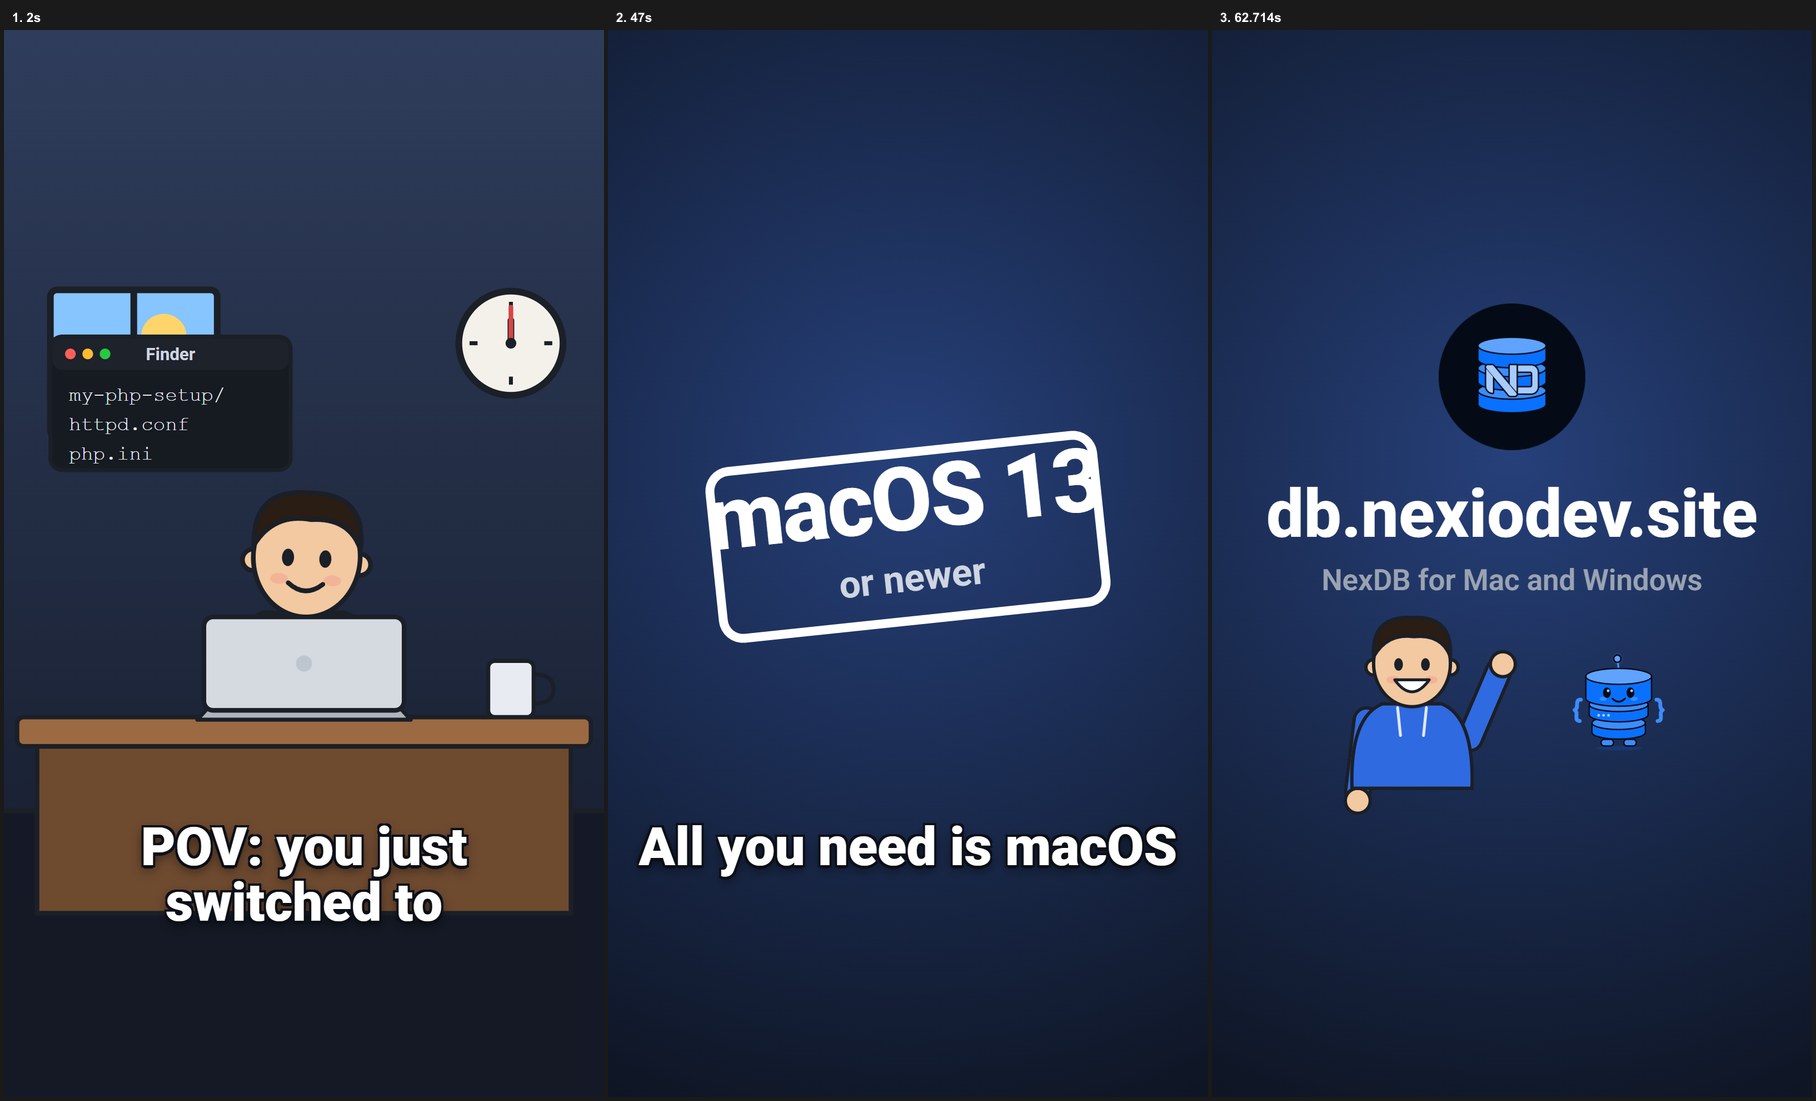 1. 2s
Finder
my-php-setup/
httpd.conf
php.ini
POV: you just
switched to
2. 47s
macOS 13
or newer
All you need is macOS
3. 62.714s
ND
db.nexiodev.site
NexDB for Mac and Windows